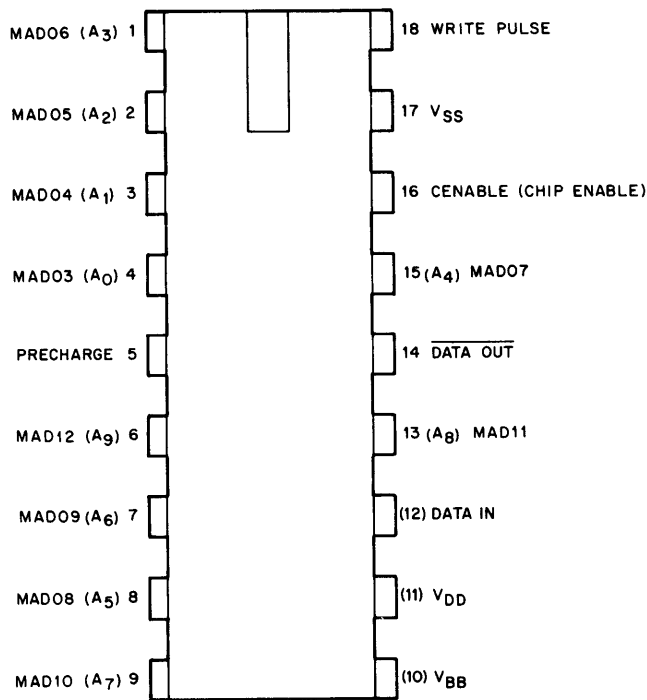 MAD06 (A3) 1
18 WRITE PULSE
MAD05 (A2) 2
17 VSS
MAD04 (A1) 3
16 CENABLE (CHIP ENABLE)
MAD03 (A0) 4
15 (A4) MAD07
PRECHARGE 5
14 DATA OUT
MAD12 (A9) 6
13 (A8) MAD11
MAD09 (A6) 7
(12) DATA IN
MAD08 (A5) 8
(11) VDD
MAD10 (A7) 9
(10) VBB